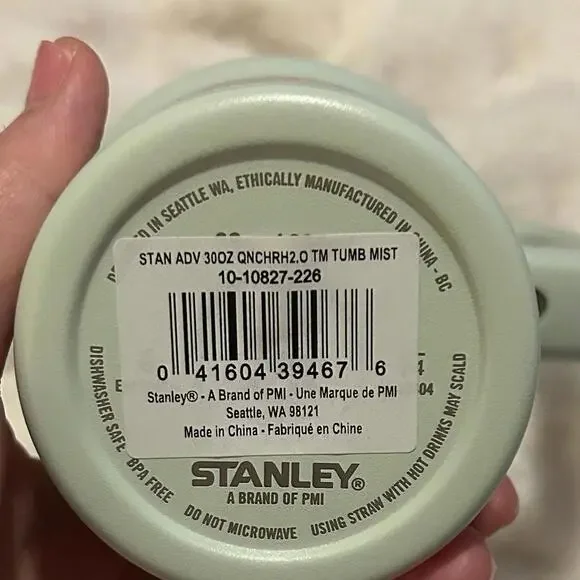 IN SEATTLE WA, ETHICALLY MANUFACTURED IN CHINA - BC
STAN ADV 30OZ QNCHRH2.O TM TUMB MIST
10-10827-226
0 41604 39467 6
Stanley® - A Brand of PMI - Une Marque de PMI
Seattle, WA 98121
Made in China - Fabriqué en Chine
STANLEY®
A BRAND OF PMI
DISHWASHER SAFE
BPA FREE
DO NOT MICROWAVE
USING STRAW WITH HOT DRINKS MAY SCALD